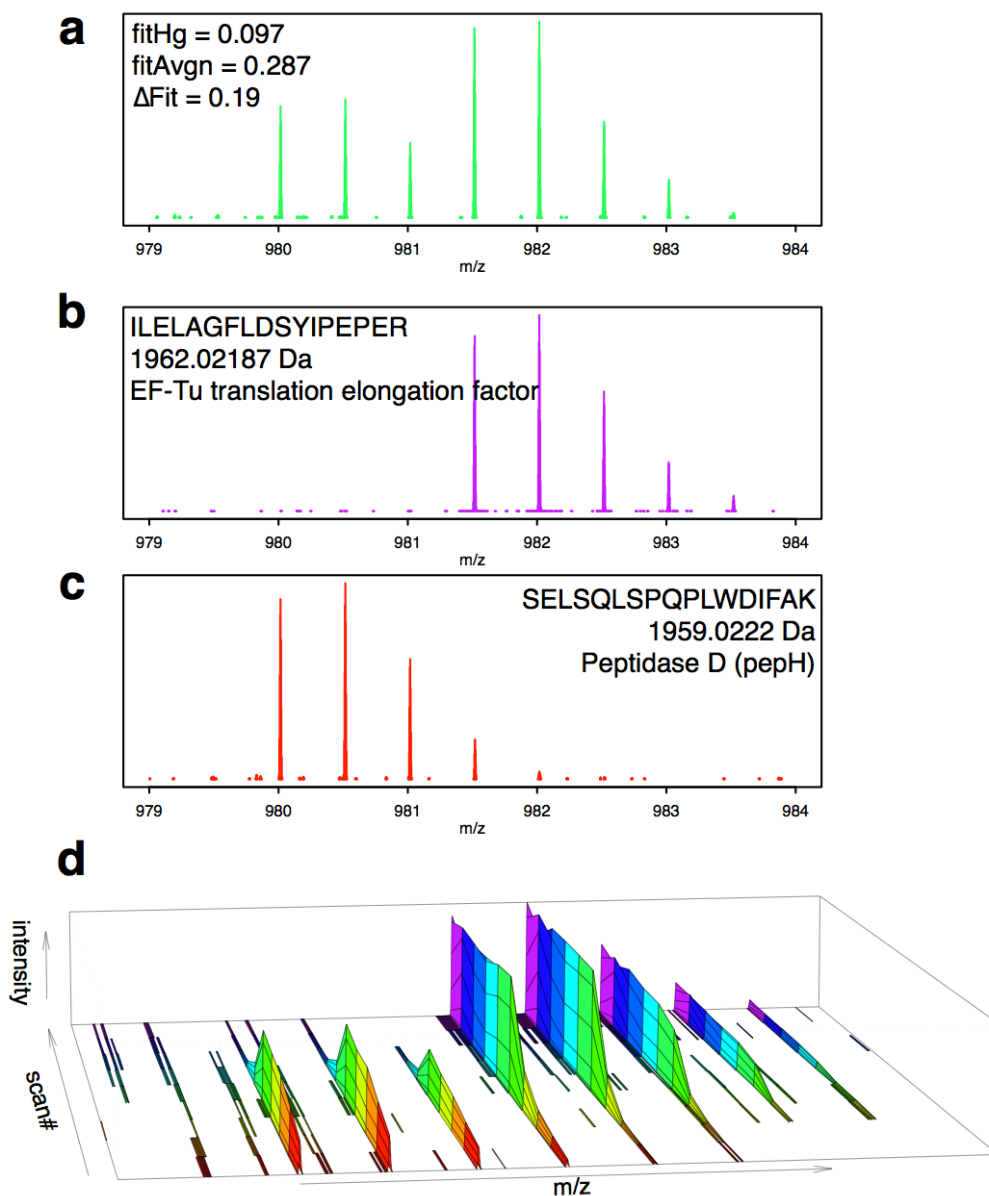 a
fitHg = 0.097
fitAvgn = 0.287
ΔFit = 0.19
979 980 981 982 983 984
m/z
b
ILELAGFLDSYIPEPER
1962.02187 Da
EF-Tu translation elongation factor
979 980 981 982 983 984
m/z
c
SELSQLSPQPLWDIFAK
1959.0222 Da
Peptidase D (pepH)
979 980 981 982 983 984
m/z
d
intensity
scan#
m/z